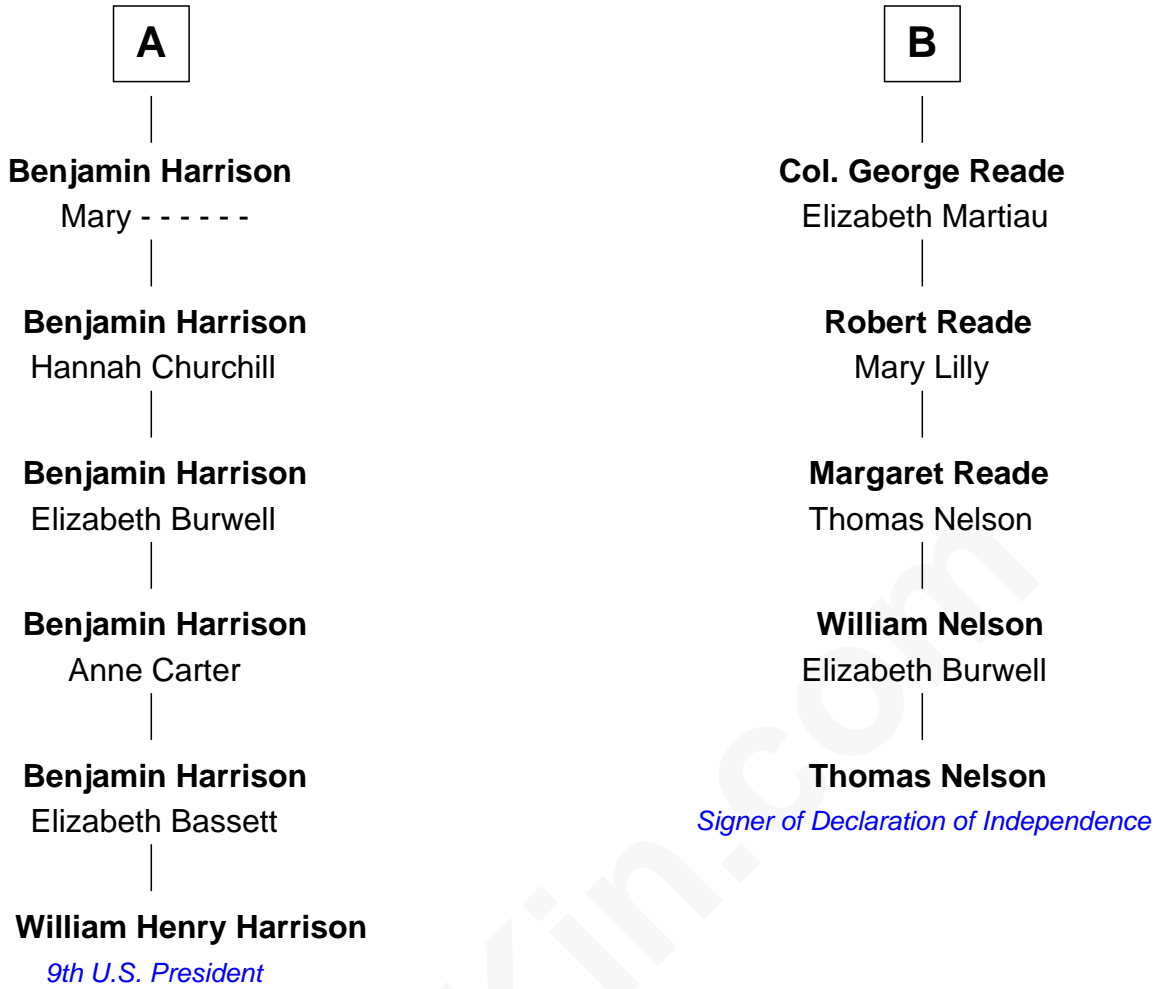 A
Benjamin Harrison
Mary - - - - - -
Benjamin Harrison
Hannah Churchill
Benjamin Harrison
Elizabeth Burwell
Benjamin Harrison
Anne Carter
Benjamin Harrison
Elizabeth Bassett
William Henry Harrison
9th U.S. President
B
Col. George Reade
Elizabeth Martiau
Robert Reade
Mary Lilly
Margaret Reade
Thomas Nelson
William Nelson
Elizabeth Burwell
Thomas Nelson
Signer of Declaration of Independence
Kin.com